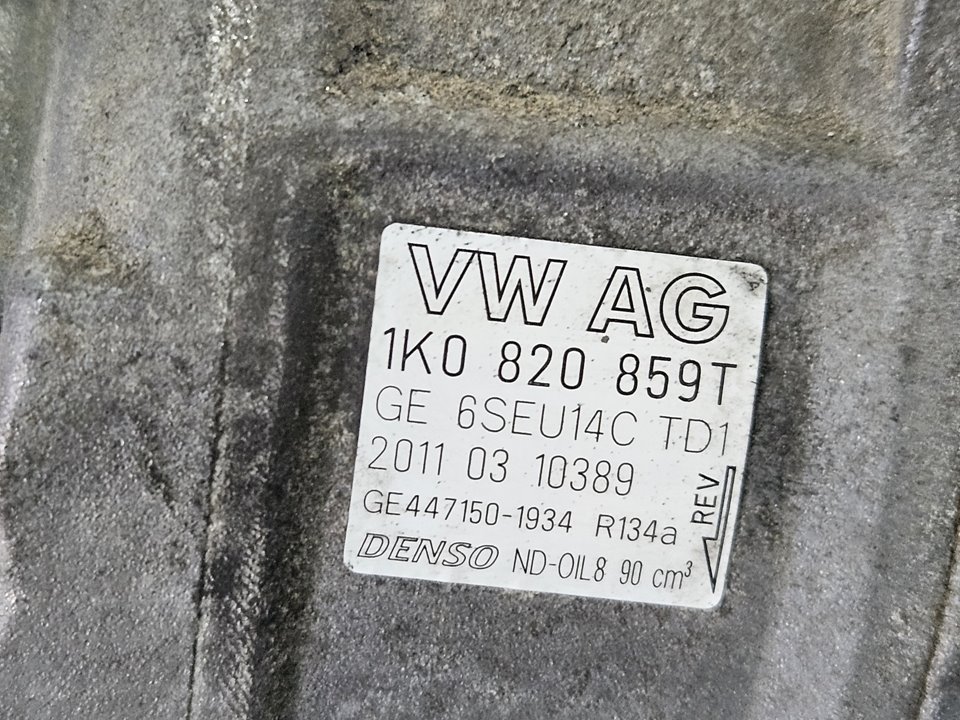 VW AG
1K0 820 859T
GE 6SEU14C TD1
2011 03 10389
GE447150-1934 R134a
REV
DENSO ND-OIL8 90 cm³